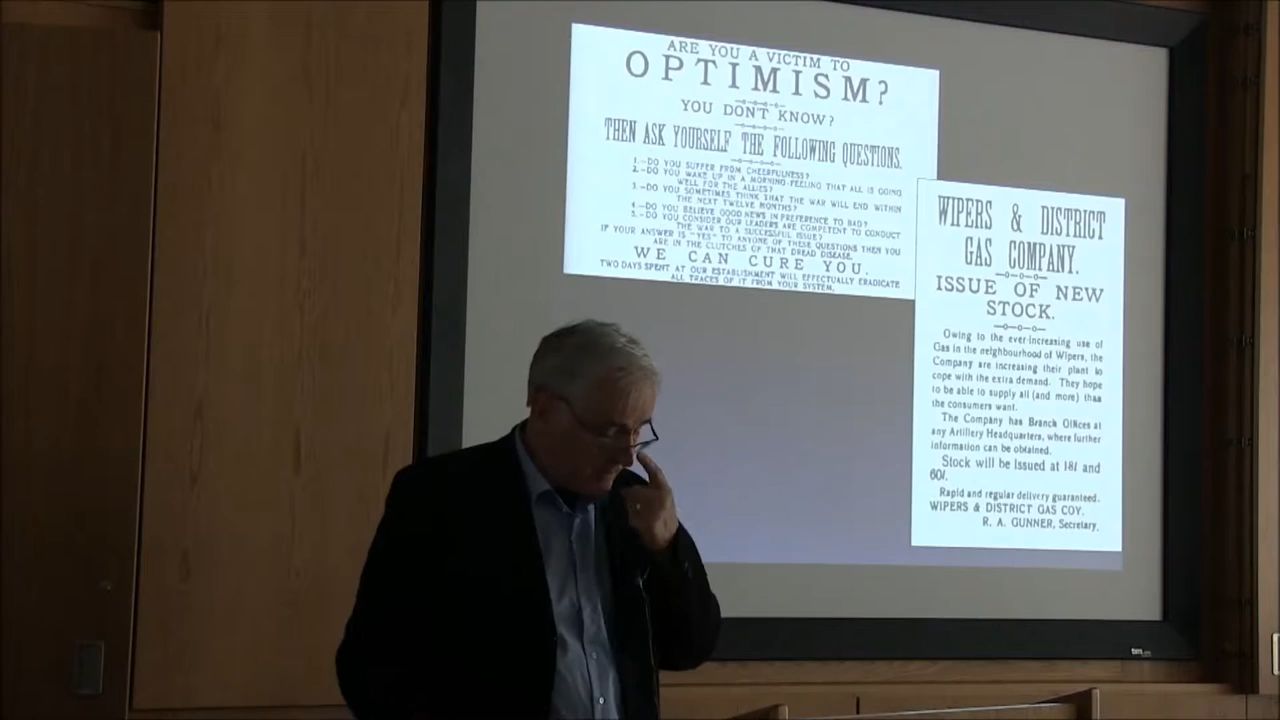 ARE YOU A VICTIM TO
OPTIMISM?
YOU DON'T KNOW?
THEN ASK YOURSELF THE FOLLOWING QUESTIONS.
1.-DO YOU SUFFER FROM CHEERFULNESS?
2.-DO YOU WAKE UP IN A MORNING FEELING THAT ALL IS GOING
WELL FOR THE ALLIES?
3.-DO YOU SOMETIMES THINK THAT THE WAR WILL END WITHIN
THE NEXT TWELVE MONTHS?
4.-DO YOU BELIEVE GOOD NEWS IN PREFERENCE TO BAD?
5.-DO YOU CONSIDER OUR LEADERS ARE COMPETENT TO CONDUCT
THE WAR TO A SUCCESSFUL ISSUE?
IF YOUR ANSWER IS "YES" TO ANYONE OF THESE QUESTIONS THEN YOU
ARE IN THE CLUTCHES OF THAT DREAD DISEASE.
WE CAN CURE YOU.
TWO DAYS SPENT AT OUR ESTABLISHMENT WILL EFFECTUALLY ERADICATE
ALL TRACES OF IT FROM YOUR SYSTEM.
WIPERS & DISTRICT
GAS COMPANY.
ISSUE OF NEW
STOCK.
Owing to the ever-increasing use of
Gas in the neighbourhood of Wipers, the
Company are increasing their plant to
cope with the extra demand. They hope
to be able to supply all (and more) than
the consumers want.
The Company has Branch Offices at
any Artillery Headquarters, where further
information can be obtained.
Stock will be issued at 18/ and
60/.
Rapid and regular delivery guaranteed.
WIPERS & DISTRICT GAS COY.
R. A. GUNNER, Secretary.